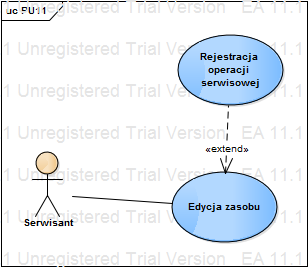 uc PU11
1 Unregistered Trial Version EA 11.1
1 Unregistered Trial Version EA 11.1
Rejestracja
operacji
serwisowej
1 Unregistered Trial Version EA 11.1
1 Unregistered Trial Version EA 11.1
«extend»
1 Unregistered Trial Version EA 11.1
Edycja zasobu
Serwisant
1 Unregistered Trial Version EA 11.1
1 Unregistered Trial Version EA 11.1